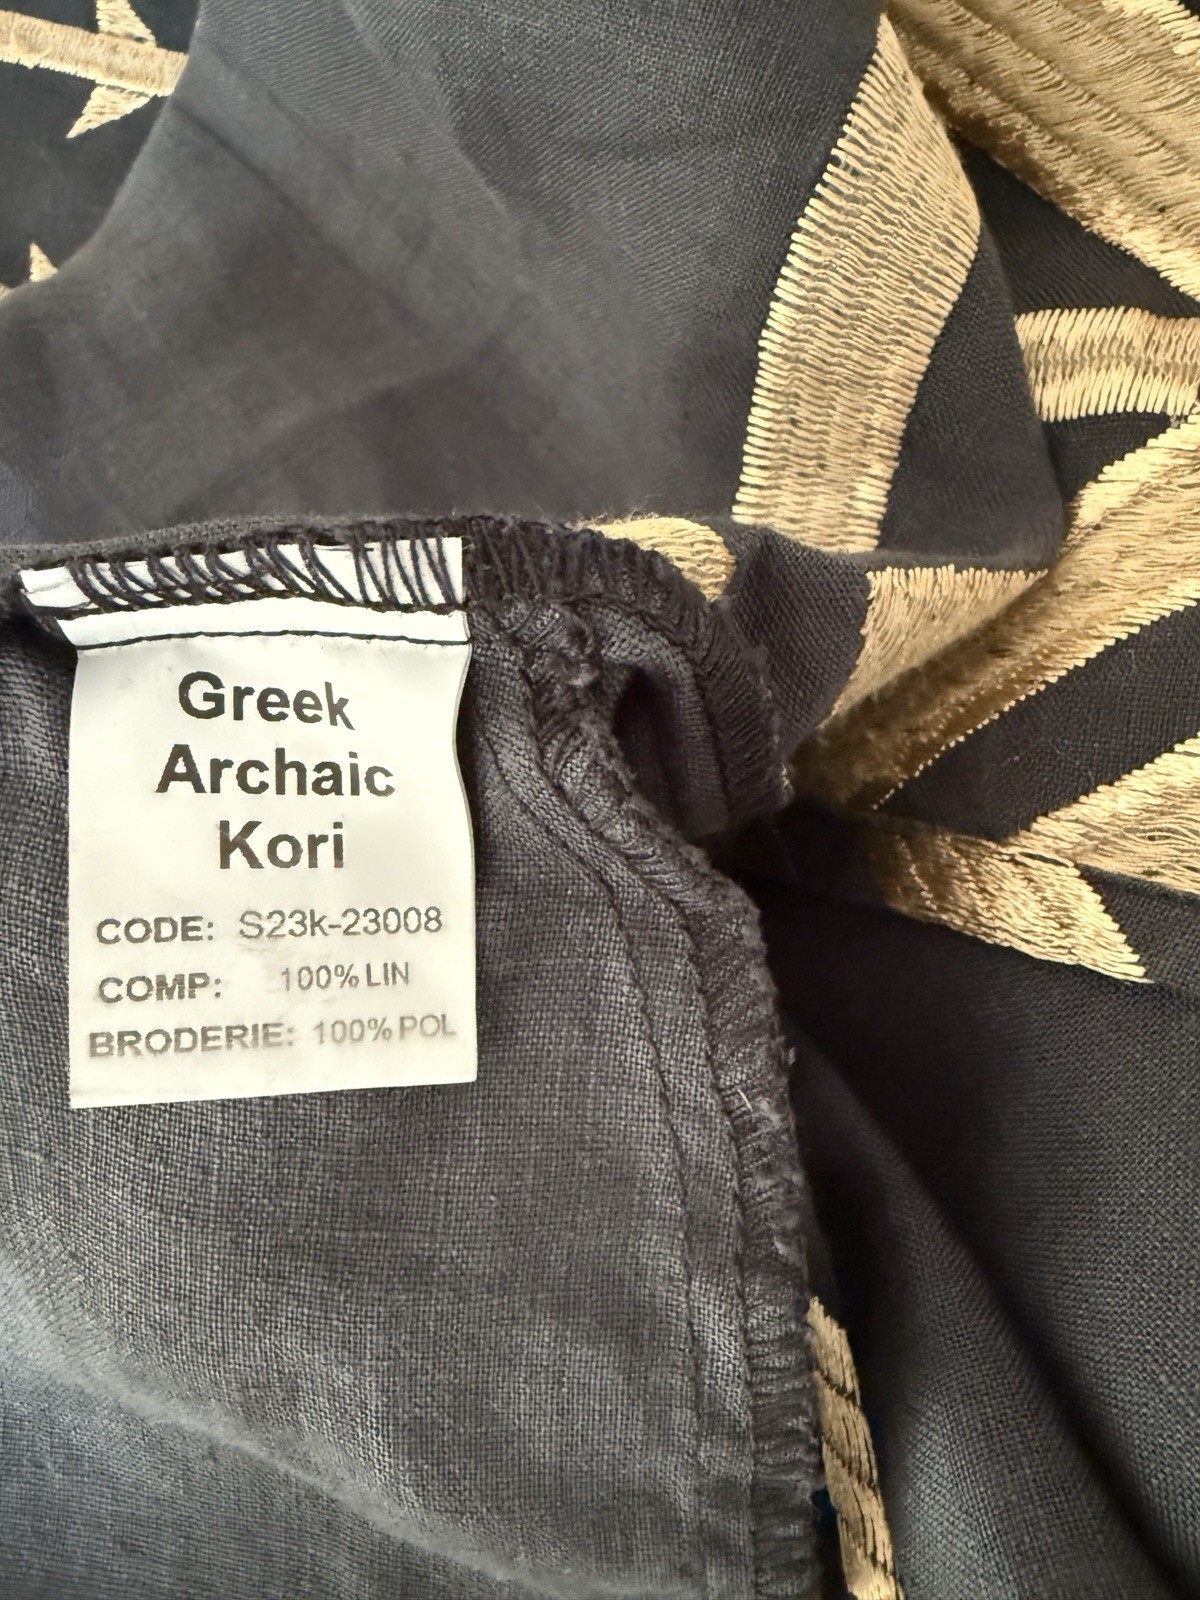 Greek
Archaic
Kori
CODE: S23k-23008
COMP: 100% LIN
BRODERIE: 100% POL